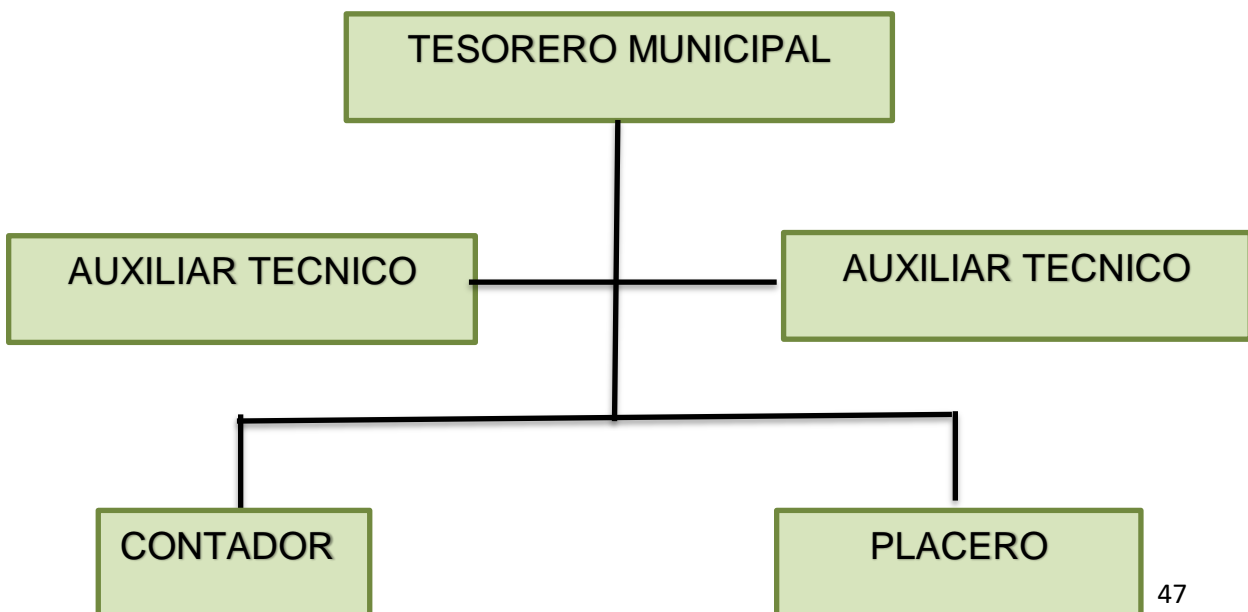 TESORERO MUNICIPAL
AUXILIAR TECNICO
AUXILIAR TECNICO
CONTADOR
PLACERO
47